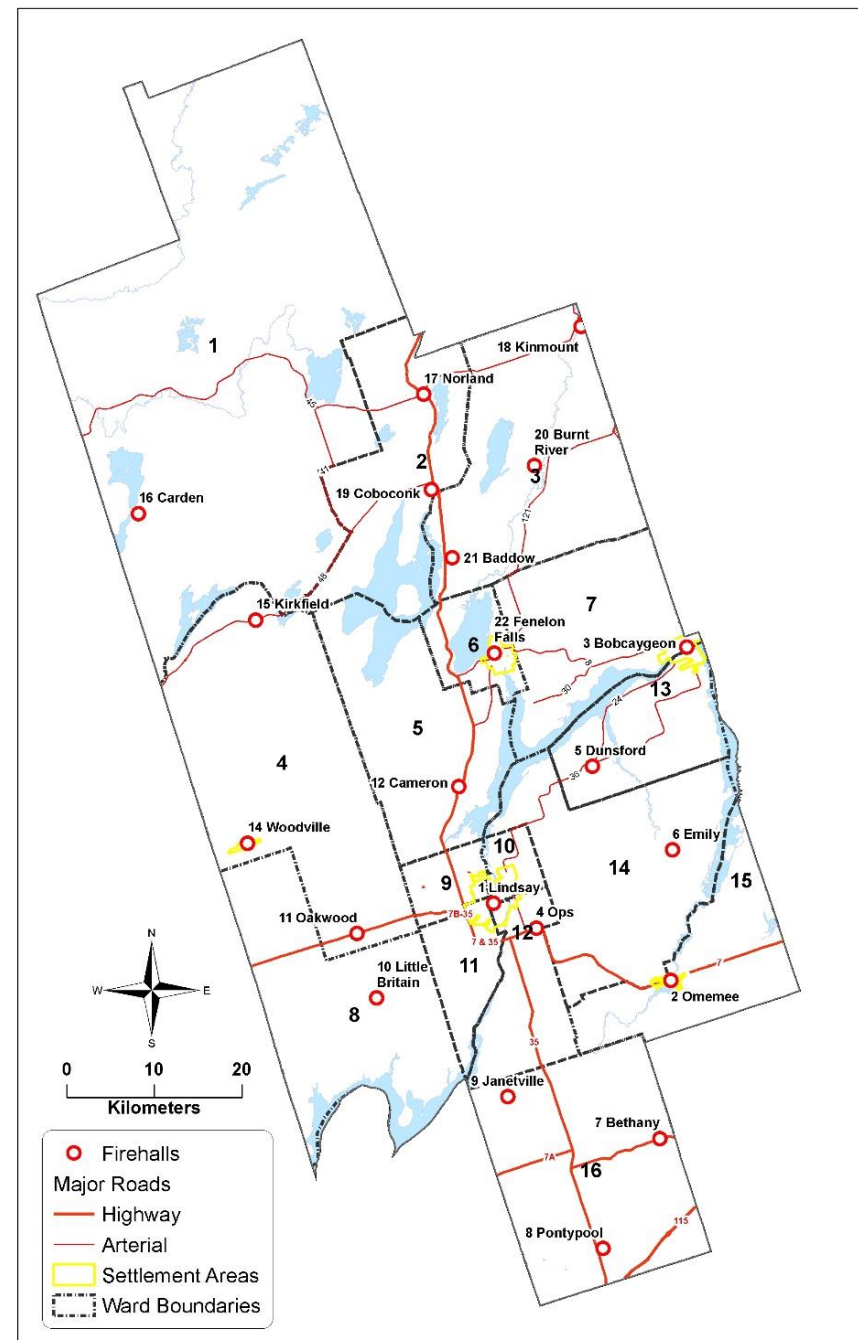 18 Kinmount
1
17 Norland
45
20 Burnt
River
2
3
41
19 Coboconk
16 Carden
121
21 Baddow
48
15 Kirkfield
7
22 Fenelon
Falls
3 Bobcaygeon
6
8
13
30
24
5
5 Dunsford
4
36
12 Cameron
14 Woodville
10
6 Emily
14
15
9
1 Lindsay
11 Oakwood
7B-35
4 Ops
12
7 & 35
7
11
10 Little
Britain
2 Omemee
8
N
W
E
S
35
0
10
20
Kilometers
9 Janetville
7 Bethany
7A
16
115
8 Pontypool
Firehalls
Major Roads
Highway
Arterial
Settlement Areas
Ward Boundaries